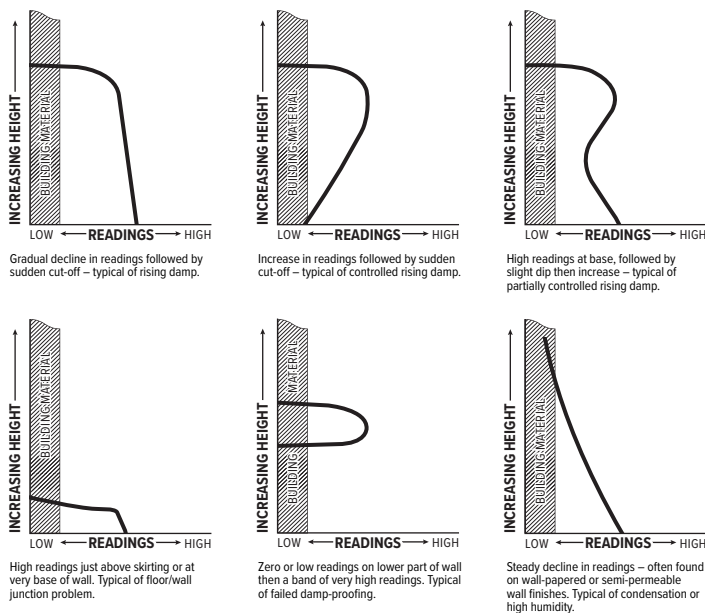 INCREASING HEIGHT
BUILDING MATERIAL
LOW READINGS HIGH
Gradual decline in readings followed by
sudden cut-off – typical of rising damp.
INCREASING HEIGHT
BUILDING MATERIAL
LOW READINGS HIGH
Increase in readings followed by sudden
cut-off – typical of controlled rising damp.
INCREASING HEIGHT
BUILDING MATERIAL
LOW READINGS HIGH
High readings at base, followed by
slight dip then increase – typical of
partially controlled rising damp.
INCREASING HEIGHT
BUILDING MATERIAL
LOW READINGS HIGH
High readings just above skirting or at
very base of wall. Typical of floor/wall
junction problem.
INCREASING HEIGHT
BUILDING MATERIAL
LOW READINGS HIGH
Zero or low readings on lower part of wall
then a band of very high readings. Typical
of failed damp-proofing.
INCREASING HEIGHT
BUILDING MATERIAL
LOW READINGS HIGH
Steady decline in readings – often found
on wall-papered or semi-permeable
wall finishes. Typical of condensation or
high humidity.